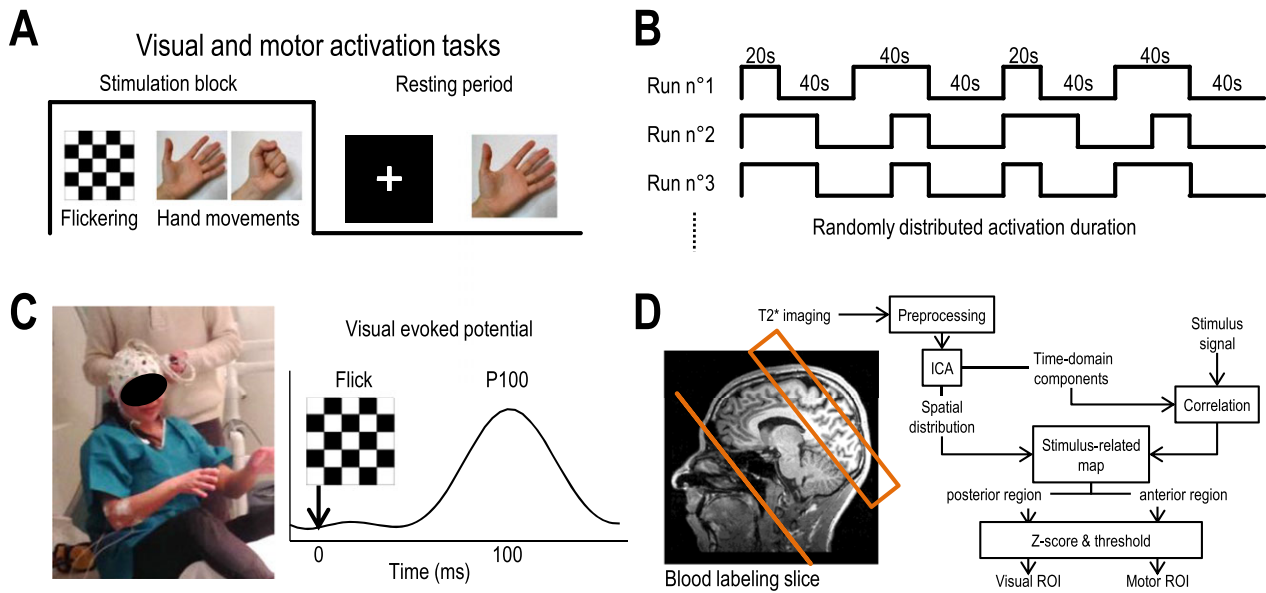 A
Visual and motor activation tasks
Stimulation block
Resting period
Flickering
Hand movements
B
20s
40s
20s
40s
Run n°1
40s
40s
40s
40s
Run n°2
Run n°3
Randomly distributed activation duration
C
Visual evoked potential
Flick
P100
0
100
Time (ms)
D
T2* imaging
Preprocessing
Stimulus
signal
ICA
Time-domain
components
Correlation
Spatial
distribution
Stimulus-related
map
posterior region
anterior region
Z-score & threshold
Visual ROI
Motor ROI
Blood labeling slice